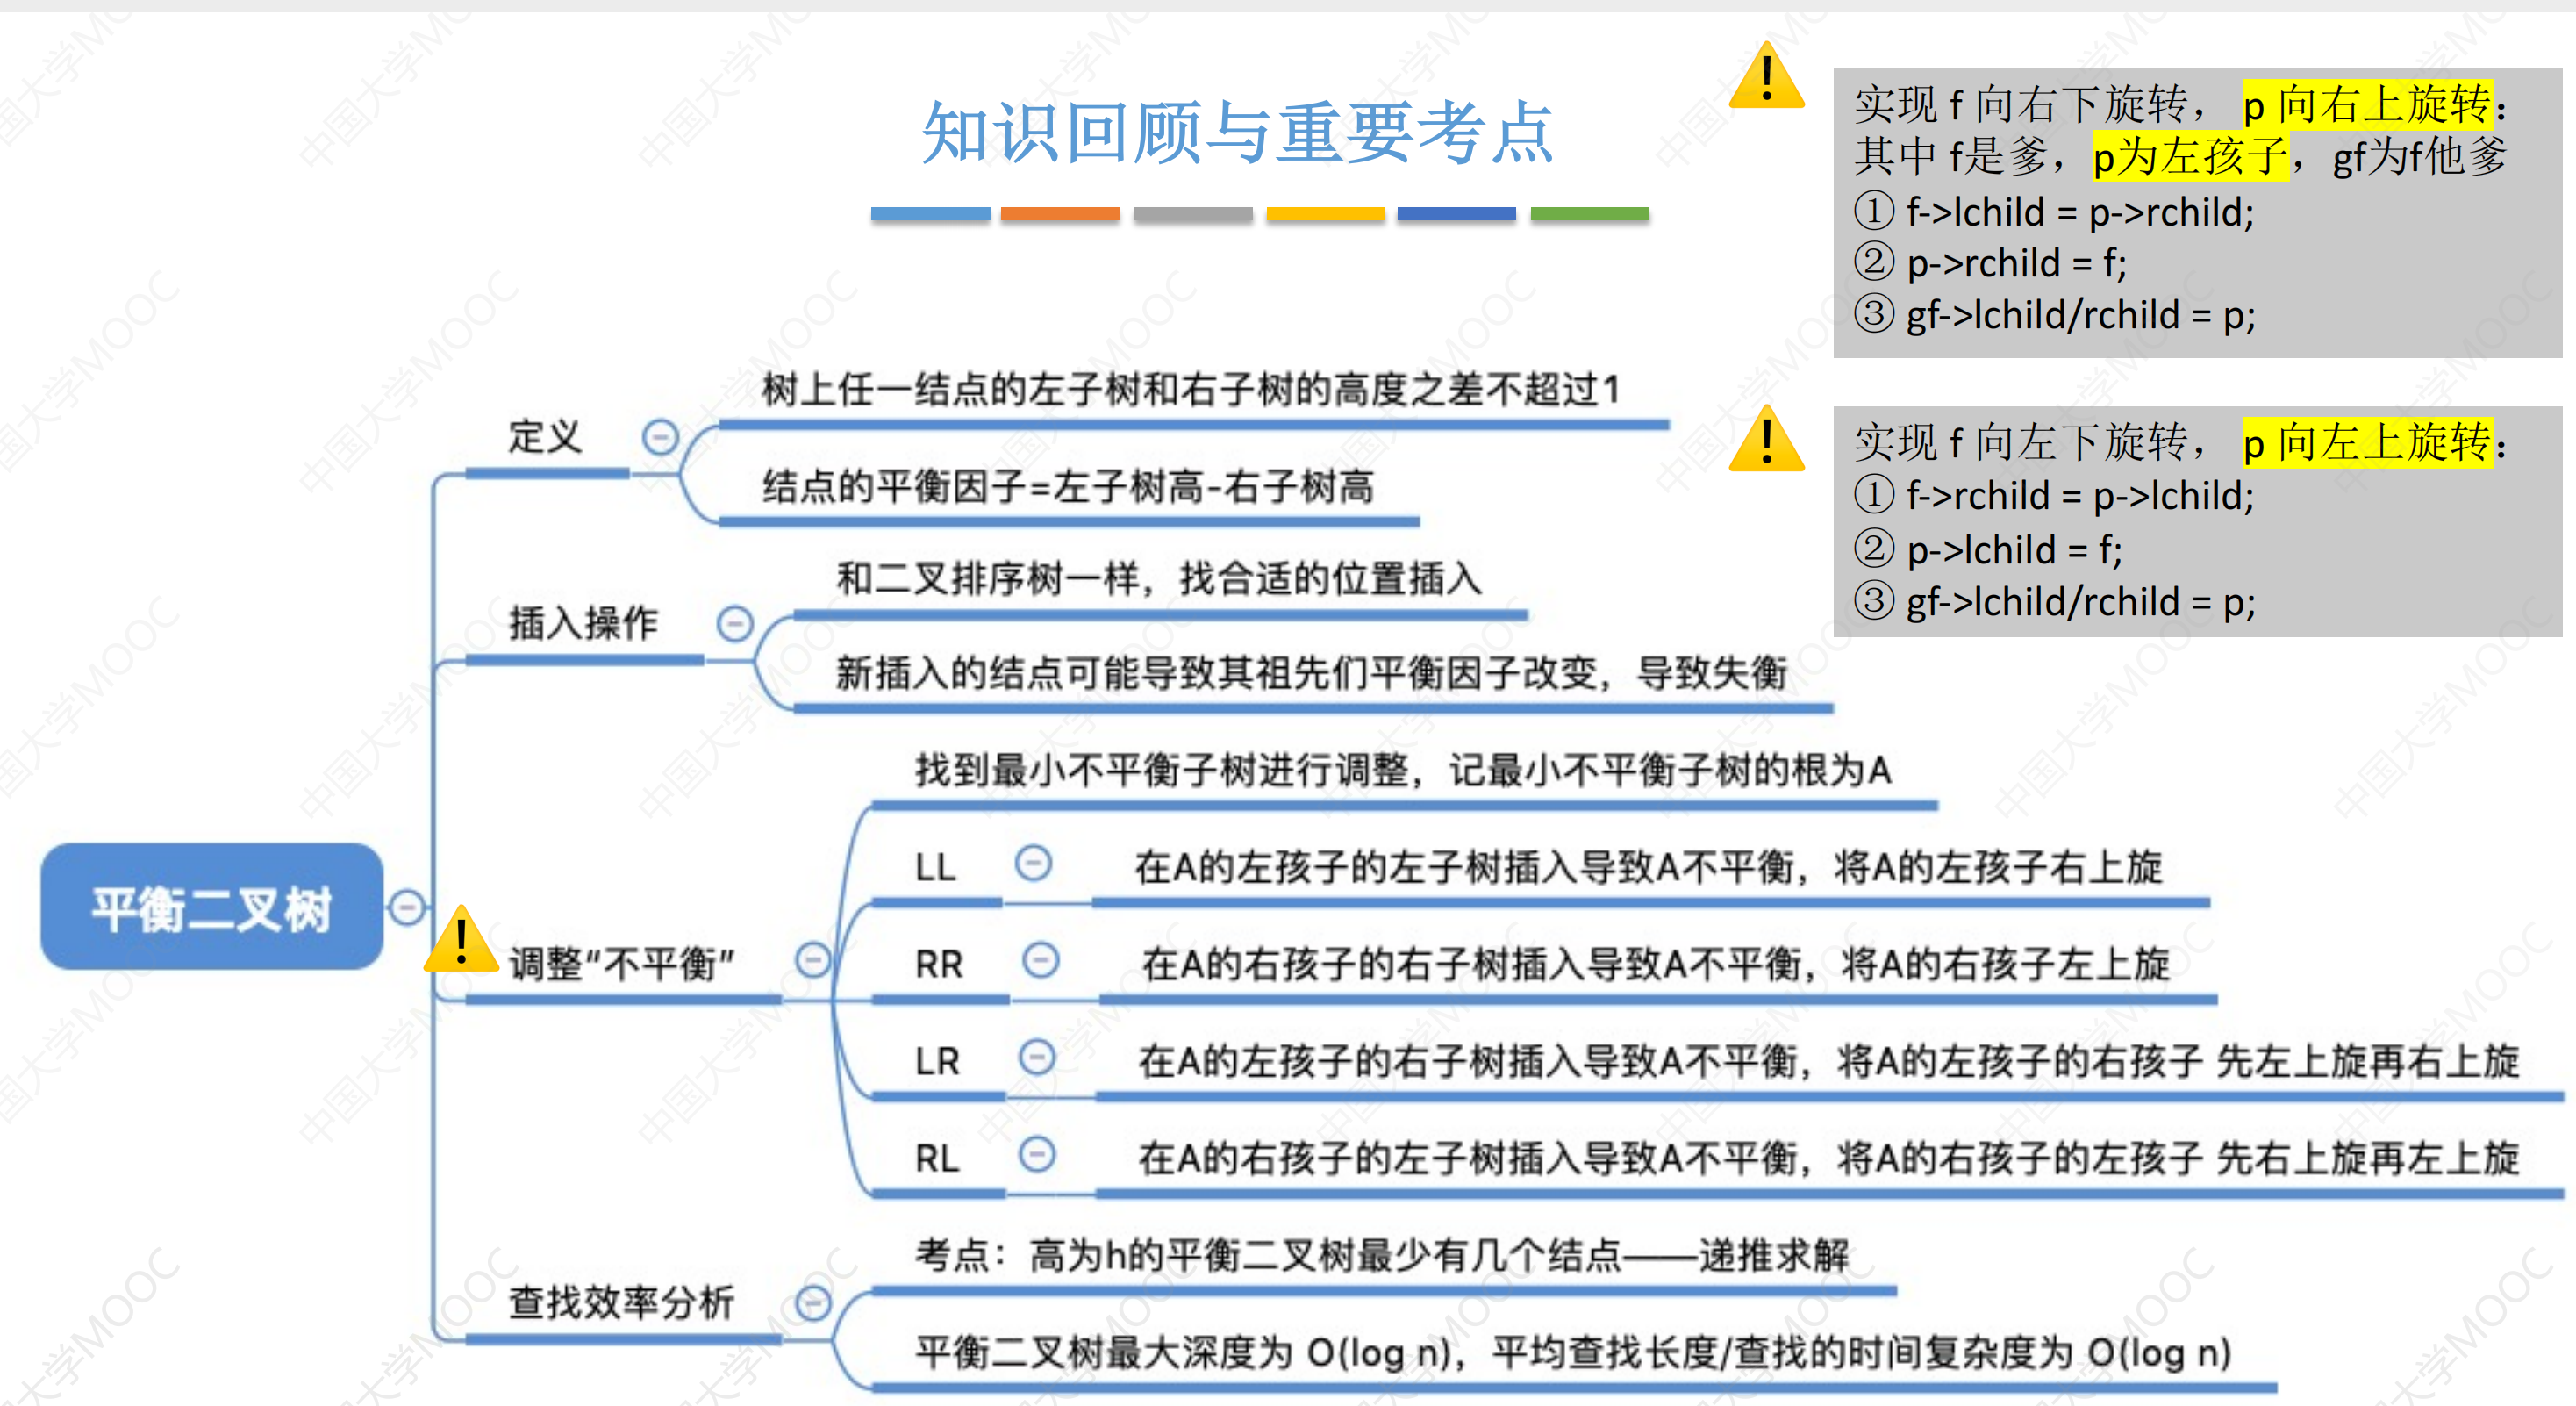 知识回顾与重要考点
实现 f 向右下旋转， p 向右上旋转：
其中 f是爹，p为左孩子，gf为f他爹
① f->lchild = p->rchild;
② p->rchild = f;
③ gf->lchild/rchild = p;
实现 f 向左下旋转， p 向左上旋转：
① f->rchild = p->lchild;
② p->lchild = f;
③ gf->lchild/rchild = p;
平衡二叉树
定义
树上任一结点的左子树和右子树的高度之差不超过1
结点的平衡因子=左子树高-右子树高
插入操作
和二叉排序树一样，找合适的位置插入
新插入的结点可能导致其祖先们平衡因子改变，导致失衡
调整“不平衡”
找到最小不平衡子树进行调整，记最小不平衡子树的根为A
LL
在A的左孩子的左子树插入导致A不平衡，将A的左孩子右上旋
RR
在A的右孩子的右子树插入导致A不平衡，将A的右孩子左上旋
LR
在A的左孩子的右子树插入导致A不平衡，将A的左孩子的右孩子 先左上旋再右上旋
RL
在A的右孩子的左子树插入导致A不平衡，将A的右孩子的左孩子 先右上旋再左上旋
查找效率分析
考点：高为h的平衡二叉树最少有几个结点——递推求解
平衡二叉树最大深度为 O(log n)，平均查找长度/查找的时间复杂度为 O(log n)
中国大学MOOC